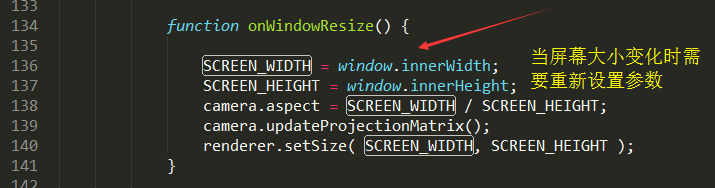 133
134 function onWindowResize() {
135
136 SCREEN_WIDTH = window.innerWidth;
137 SCREEN_HEIGHT = window.innerHeight;
138 camera.aspect = SCREEN_WIDTH / SCREEN_HEIGHT;
139 camera.updateProjectionMatrix();
140 renderer.setSize( SCREEN_WIDTH, SCREEN_HEIGHT );
141 }
142
当屏幕大小变化时需
要重新设置参数